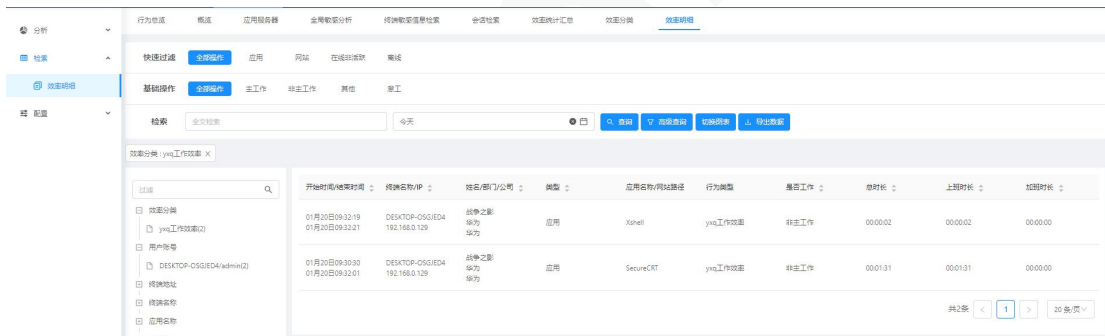 行为总览 概览 应用服务器 全局敏感分析 终端敏感信息检索 会话检索 效率统计汇总 效率分类 效率明细
分析
检索
效率明细
配置
快速过滤 全部操作 应用 网站 在线非活跃 离线
基础操作 全部操作 主工作 非主工作 其他 怠工
检索 全文检索 今天 查询 高级查询 切换图表 导出数据
效率分类 : yxq工作效率 ×
过滤
效率分类
yxq工作效率(2)
用户账号
DESKTOP-OSGJED4/admin(2)
终端地址
终端名称
应用名称
开始时间/结束时间 终端名称/IP 姓名/部门/公司 类型 应用名称/网站路径 行为类型 是否工作 总时长 上班时长 加班时长
01月20日09:32:19 DESKTOP-OSGJED4 战争之影
01月20日09:32:21 192.168.0.129 华为 应用 Xshell yxq工作效率 非主工作 00:00:02 00:00:02 00:00:00
华为
01月20日09:30:30 DESKTOP-OSGJED4 战争之影
01月20日09:32:01 192.168.0.129 华为 应用 SecureCRT yxq工作效率 非主工作 00:01:31 00:01:31 00:00:00
华为
共2条 < 1 > 20 条/页